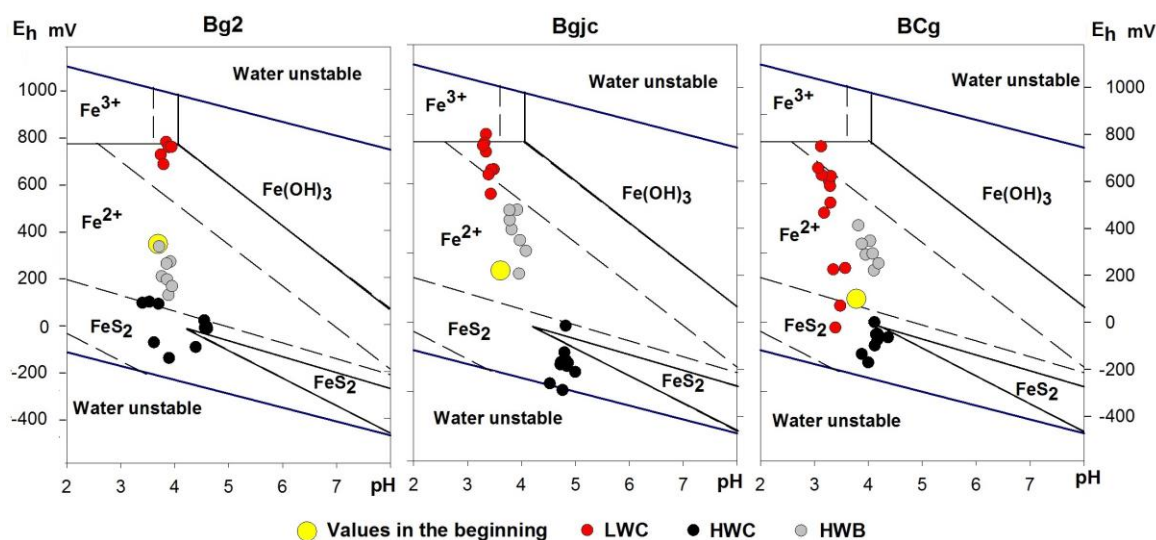 Bg2 Bgjc BCg
E_h mV E_h mV
Water unstable Water unstable Water unstable
1000 1000
Fe3+ Fe3+ Fe3+
800 800
600 Fe(OH)3 Fe(OH)3 Fe(OH)3 600
Fe2+ Fe2+ Fe2+
400 400
200 200
0 FeS2 FeS2 FeS2 0
-200 FeS2 FeS2 FeS2 -200
Water unstable Water unstable Water unstable
-400 -400
2 3 4 5 6 7 pH 2 3 4 5 6 7 pH 2 3 4 5 6 7 pH
Values in the beginning LWC HWC HWB